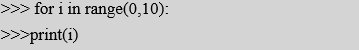 >>> for i in range(0,10):
>>>print(i)